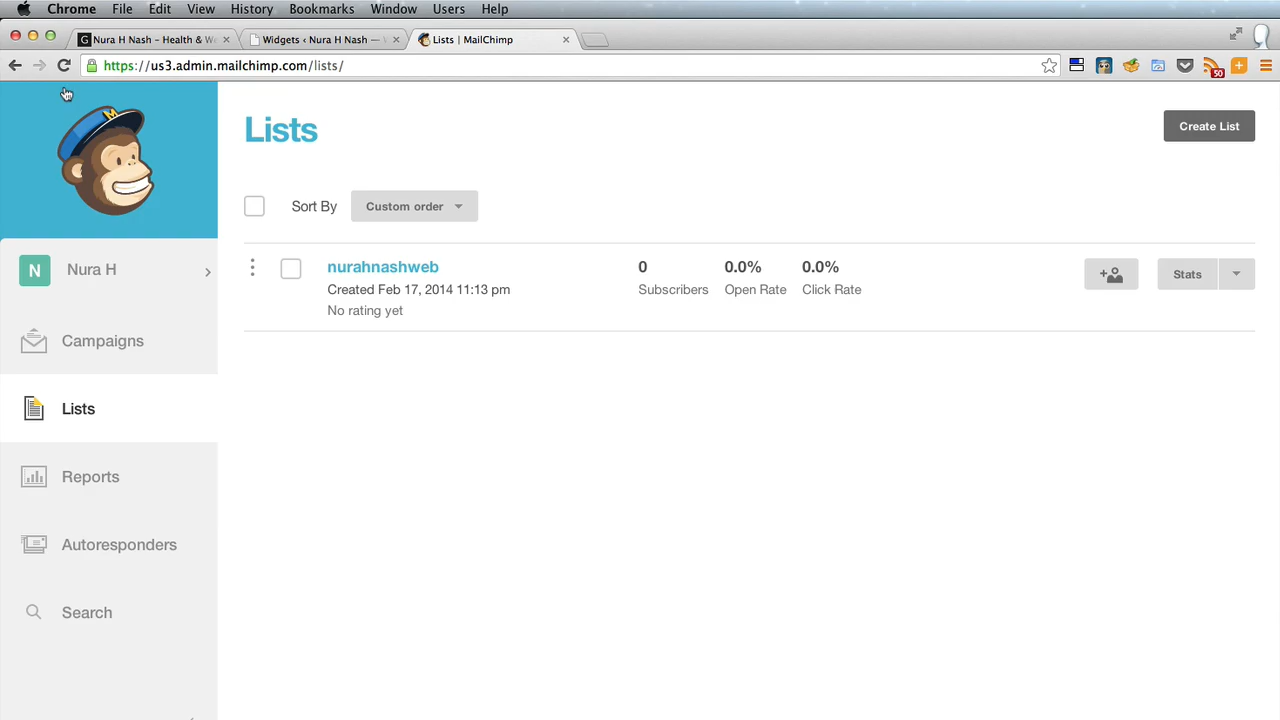 Chrome File Edit View History Bookmarks Window Users Help
Nura H Nash - Health & We Widgets ‹ Nura H Nash — Lists | MailChimp
https://us3.admin.mailchimp.com/lists/
50
Lists
Create List
Sort By Custom order
N Nura H
nurahnashweb 0 0.0% 0.0%
Created Feb 17, 2014 11:13 pm Subscribers Open Rate Click Rate
No rating yet
Stats
Campaigns
Lists
Reports
Autoresponders
Search